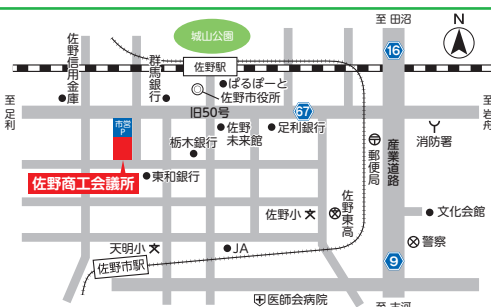 至 田沼
N
城山公園
16
佐野信用金庫
群馬銀行
佐野駅
ぱるぽーと
佐野市役所
至 足利
旧50号
67
至 岩舟
市営
P
佐野
未来館
足利銀行
栃木銀行
郵便局
産業道路
消防署
佐野商工会議所
東和銀行
佐野小
佐野東高
文化会館
天明小
JA
警察
佐野市駅
9
医師会病院
至 古河